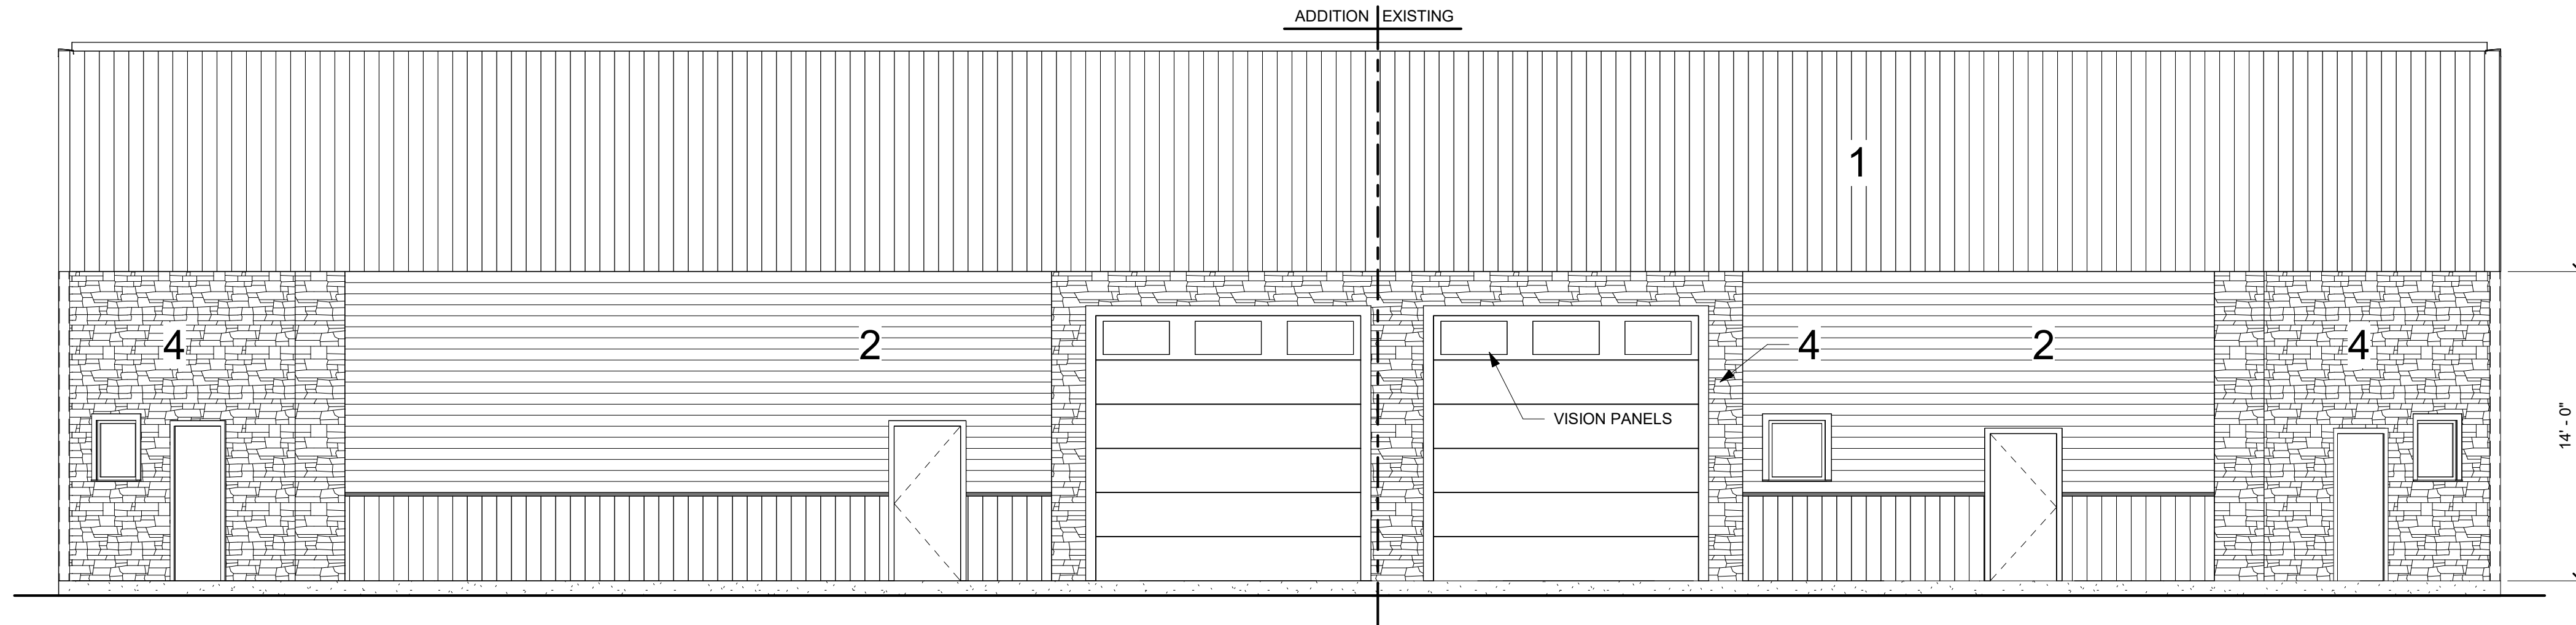 ADDITION EXISTING
1
4
2
4
2
4
VISION PANELS
14' - 0"